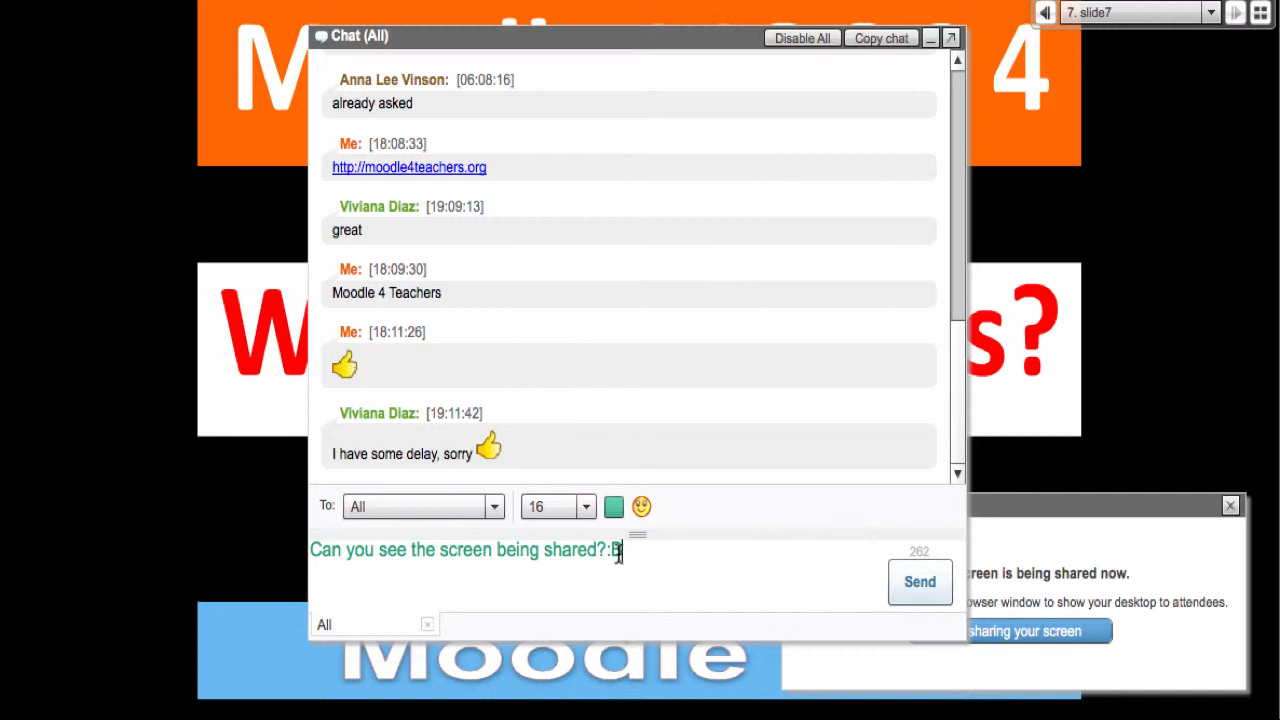 4
7. slide7
Chat (All)
Disable All
Copy chat
Anna Lee Vinson: [06:08:16]
already asked
Me: [18:08:33]
http://moodle4teachers.org
Viviana Diaz: [19:09:13]
great
Me: [18:09:30]
Moodle 4 Teachers
Me: [18:11:26]
Viviana Diaz: [19:11:42]
I have some delay, sorry
W
s?
To: All 16
Can you see the screen being shared?:
262
Send
All
reen is being shared now.
owser window to show your desktop to attendees.
sharing your screen
Moodle